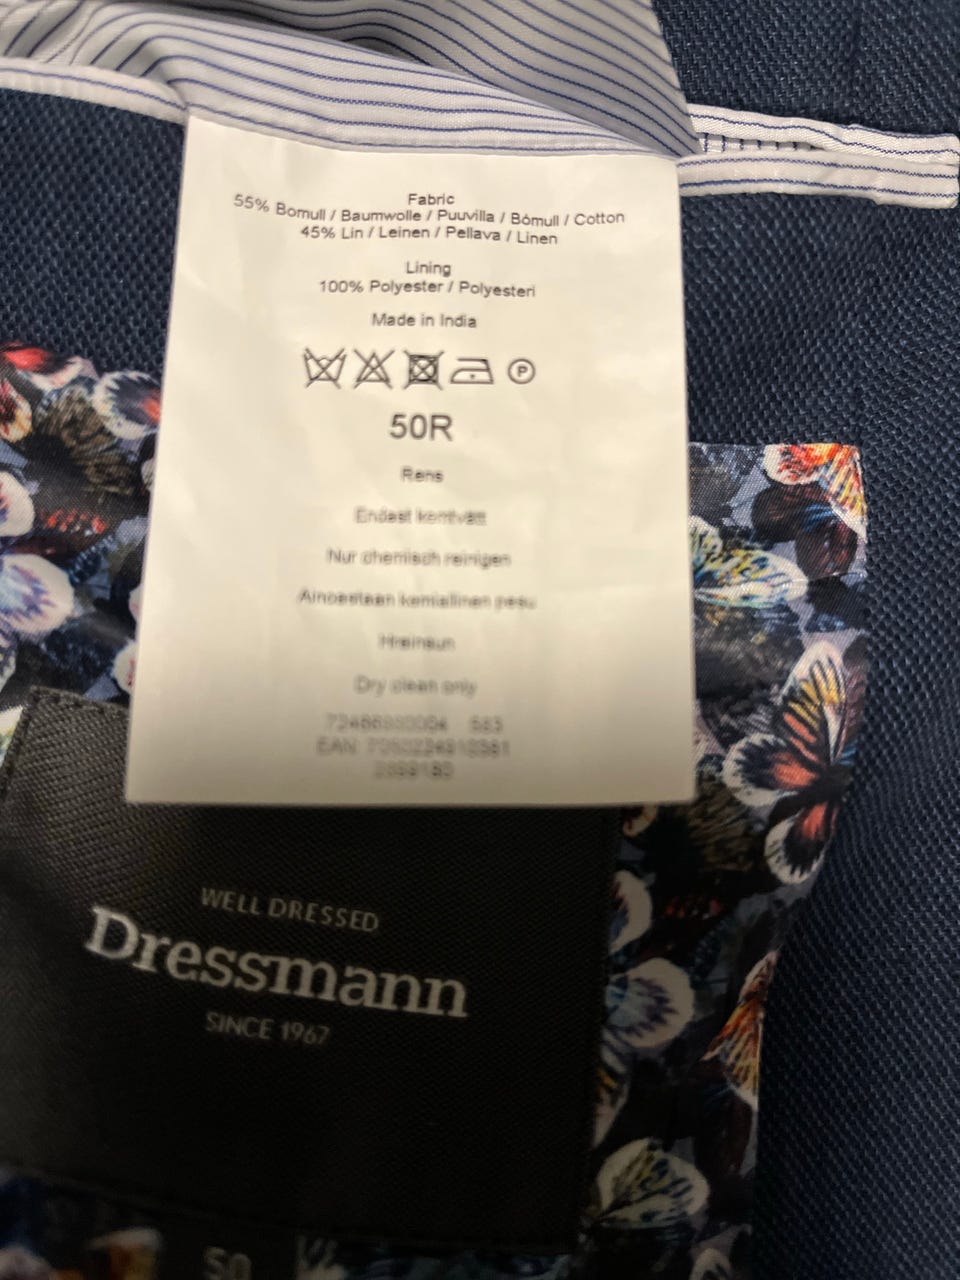 Fabric
55% Bomull / Baumwolle / Puuvilla / Bómull / Cotton
45% Lin / Leinen / Pellava / Linen
Lining
100% Polyester / Polyesteri
Made in India
P
50R
Rens
Endast kemtvätt
Nur chemisch reinigen
Ainoastaan kemiallinen pesu
Hreinsun
Dry clean only
583
EAN
WELL DRESSED
Dressmann
SINCE 1967
50